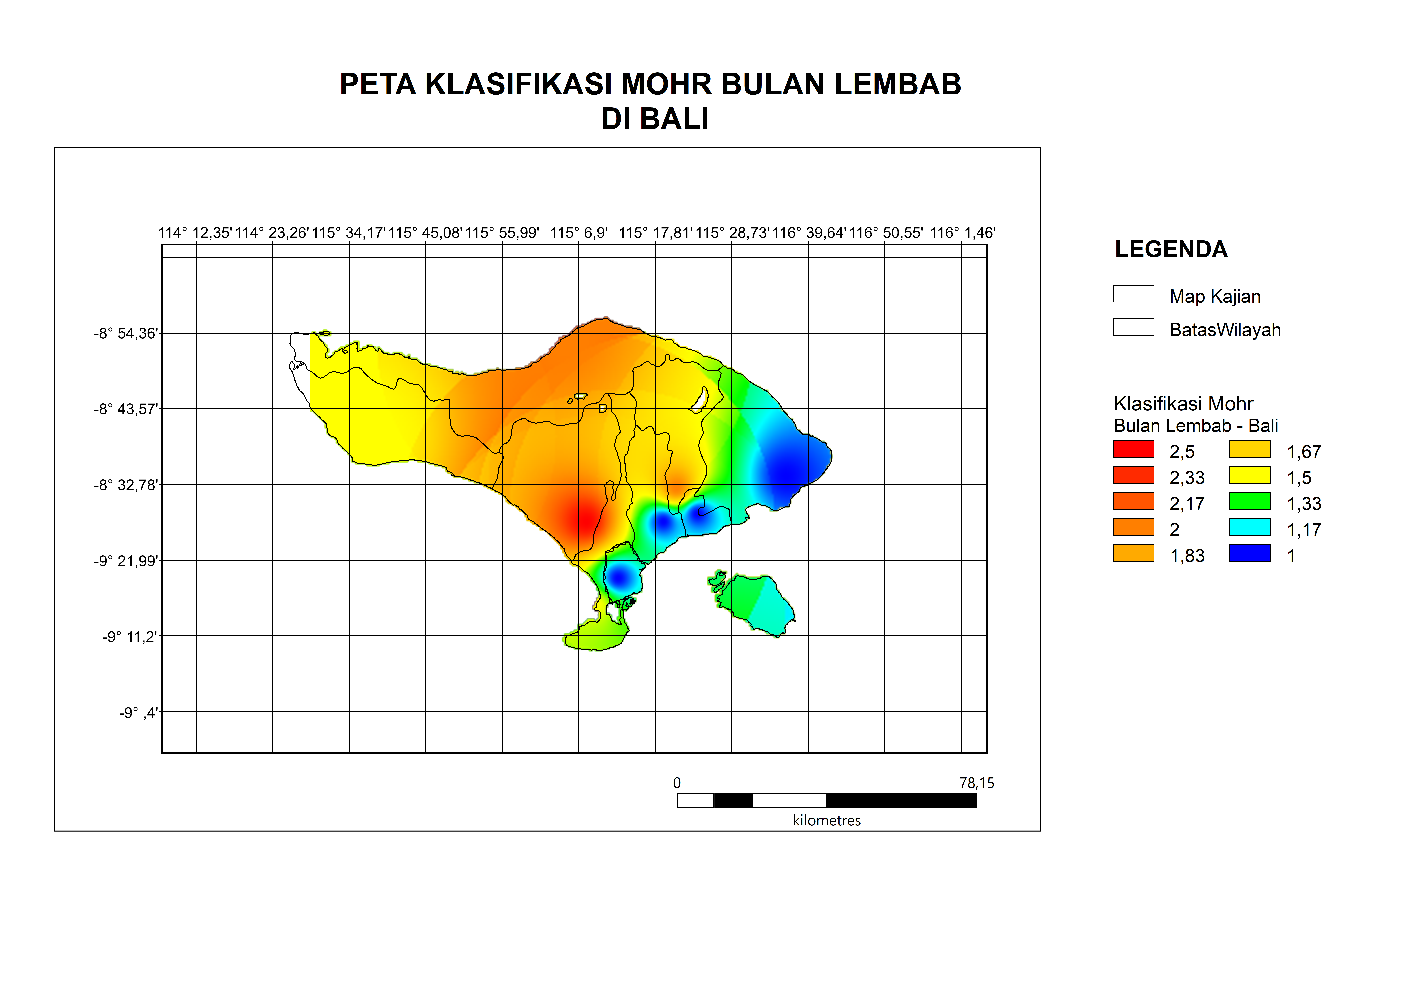 PETA KLASIFIKASI MOHR BULAN LEMBAB
DI BALI
114° 12,35' 114° 23,26' 115° 34,17' 115° 45,08' 115° 55,99' 115° 6,9' 115° 17,81' 115° 28,73' 116° 39,64' 116° 50,55' 116° 1,46'
-8° 54,36'
-8° 43,57'
-8° 32,78'
-9° 21,99'
-9° 11,2'
-9° ,4'
0 78,15
kilometres
LEGENDA
Map Kajian
BatasWilayah
Klasifikasi Mohr
Bulan Lembab - Bali
2,5 1,67
2,33 1,5
2,17 1,33
2 1,17
1,83 1